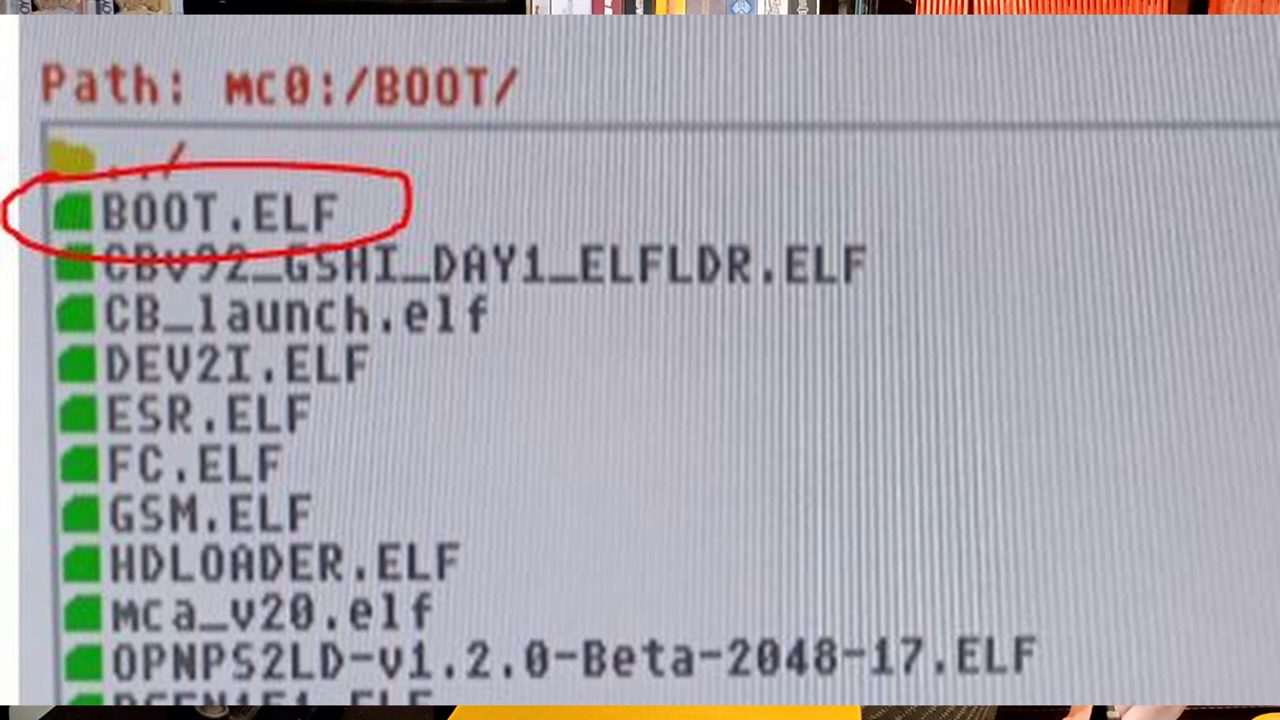 Path: mc0:/BOOT/
../
BOOT.ELF
CBv92_GSHI_DAY1_ELFLDR.ELF
CB_launch.elf
DEV2I.ELF
ESR.ELF
FC.ELF
GSM.ELF
HDLOADER.ELF
mca_v20.elf
OPNPS2LD-v1.2.0-Beta-2048-17.ELF